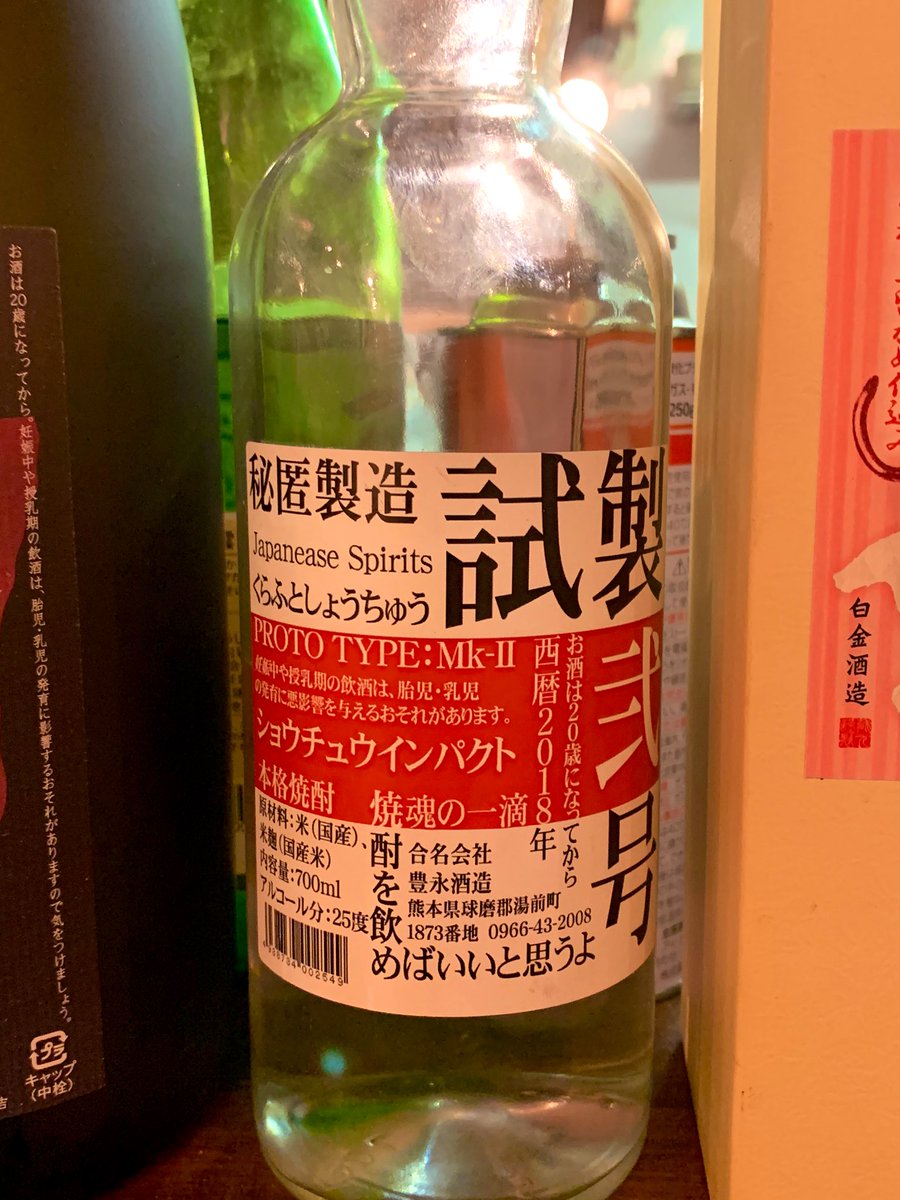 秘匿製造
試製
弐号
Japanease Spirits
くらふとしょうちゅう
PROTO TYPE:Mk-II
妊娠中や授乳期の飲酒は、胎児・乳児
の発育に悪影響を与えるおそれがあります。
ショウチュウインパクト
本格焼酎
焼魂の一滴
西暦2018年
お酒は20歳になってから
原材料:米(国産)、
米麹(国産米)
内容量:700ml
アルコール分:25度
酎を飲
めばいいと思うよ
合名会社
豊永酒造
熊本県球磨郡湯前町
1873番地 0966-43-2008
お酒は20歳になってから。妊娠中や授乳期の飲酒は、胎児・乳児の発育に影響するおそれがありますので気をつけましょう。
プラ
キャップ
(中栓)
白金酒造
250g